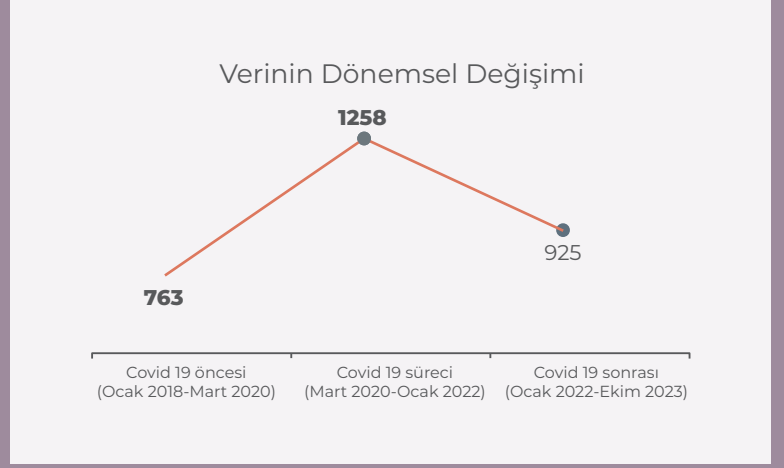 Verinin Dönemsel Değişimi
1258
925
763
Covid 19 öncesi
(Ocak 2018-Mart 2020)
Covid 19 süreci
(Mart 2020-Ocak 2022)
Covid 19 sonrası
(Ocak 2022-Ekim 2023)